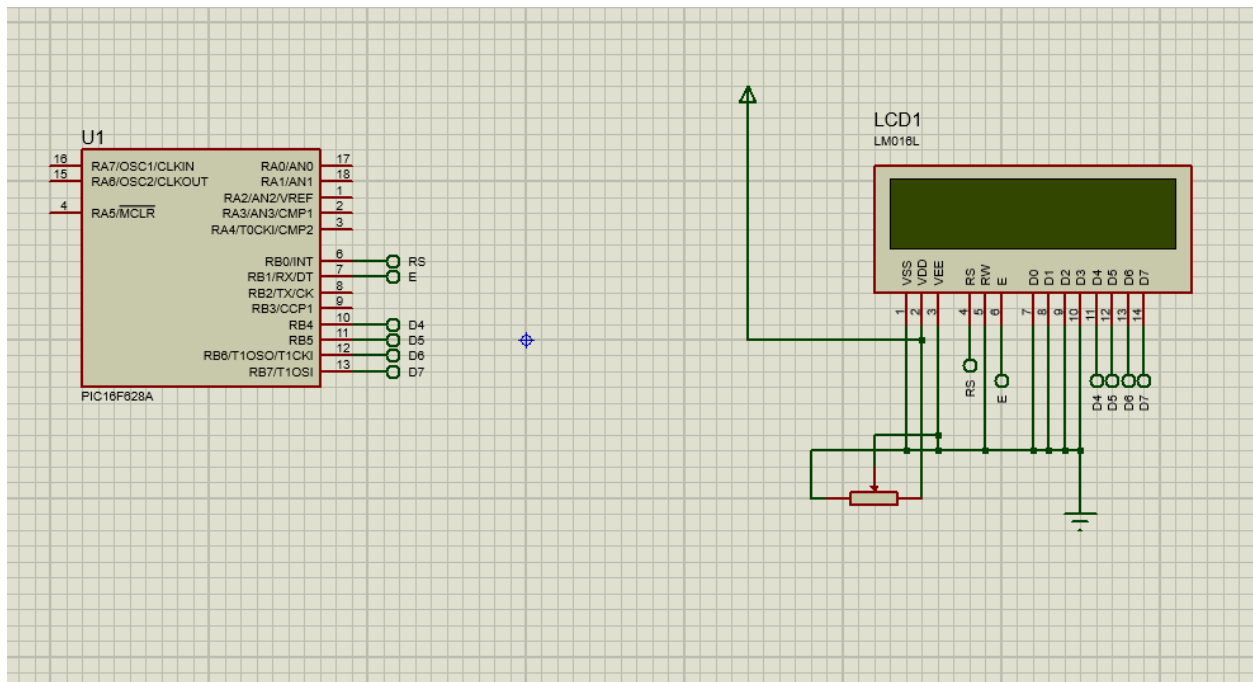 U1
16 RA7/OSC1/CLKIN RA0/AN0 17
15 RA6/OSC2/CLKOUT RA1/AN1 18
RA2/AN2/VREF 1
4 RA5/MCLR RA3/AN3/CMP1 2
RA4/T0CKI/CMP2 3
RB0/INT 6 RS
RB1/RX/DT 7 E
RB2/TX/CK 8
RB3/CCP1 9
RB4 10 D4
RB5 11 D5
RB6/T1OSO/T1CKI 12 D6
RB7/T1OSI 13 D7
PIC16F628A
LCD1
LM016L
VSS VDD VEE RS RW E D0 D1 D2 D3 D4 D5 D6 D7
1 2 3 4 5 6 7 8 9 10 11 12 13 14
RS E D4 D5 D6 D7